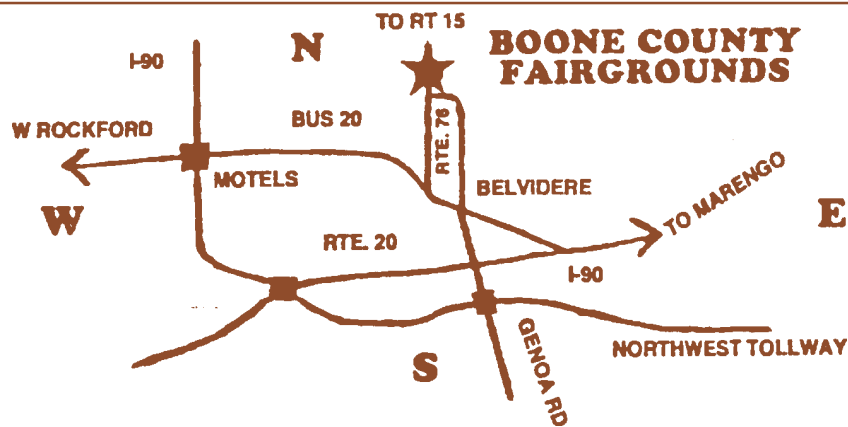 TO RT 15
BOONE COUNTY
FAIRGROUNDS
N
I-90
BUS 20
RTE. 76
W ROCKFORD
MOTELS
BELVIDERE
TO MARENGO
W
E
RTE. 20
I-90
GENOA RD
NORTHWEST TOLLWAY
S